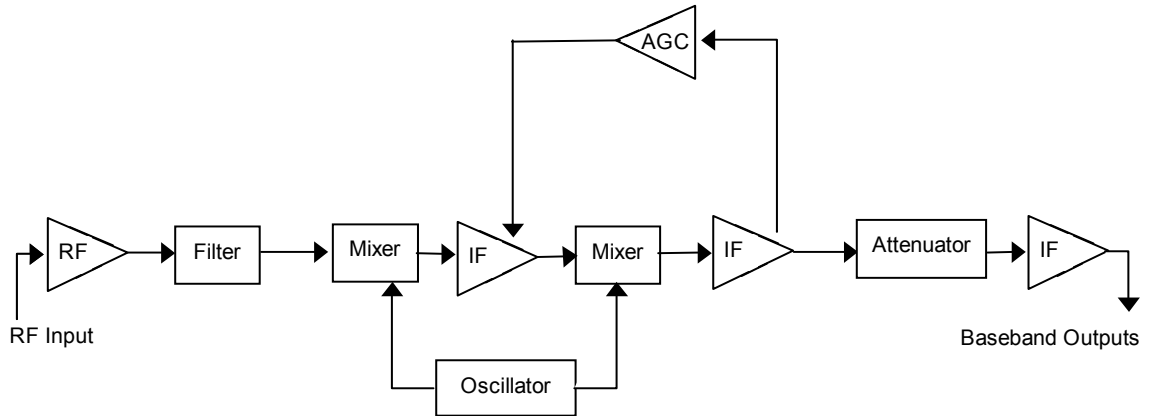 AGC
RF
Filter
Mixer
IF
Mixer
IF
Attenuator
IF
RF Input
Oscillator
Baseband Outputs